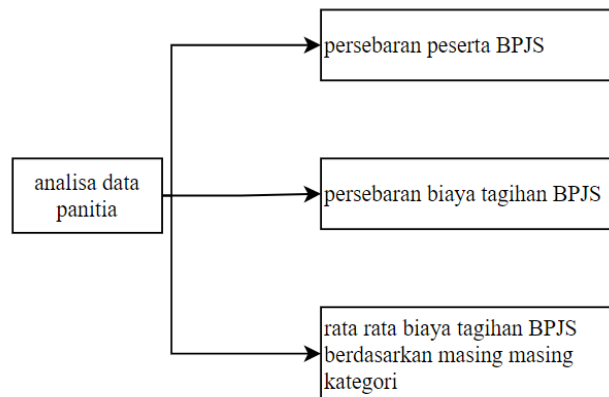 persebaran peserta BPJS
analisa data
panitia
persebaran biaya tagihan BPJS
rata rata biaya tagihan BPJS
berdasarkan masing masing
kategori